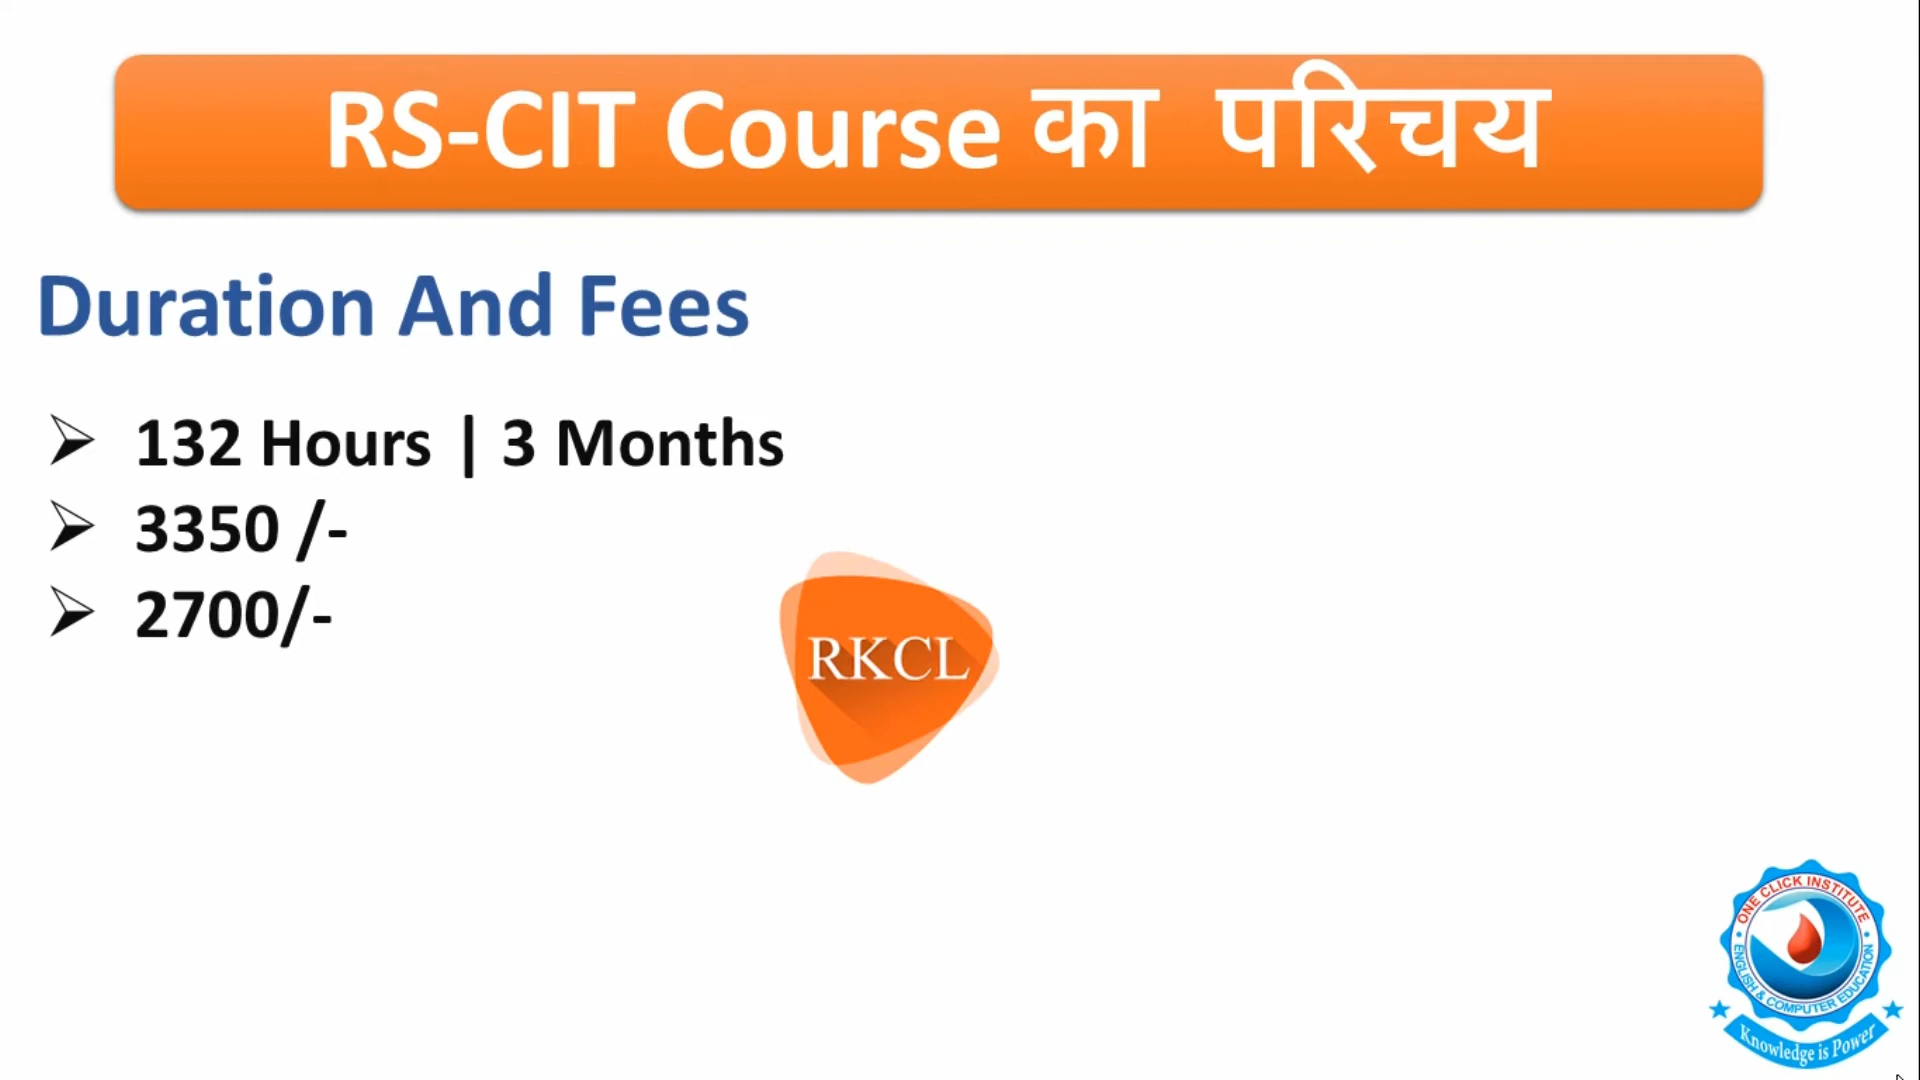 RS-CIT Course का परिचय
Duration And Fees
132 Hours | 3 Months
3350 /-
2700/-
RKCL
ONE CLICK INSTITUTE
ENGLISH & COMPUTER EDUCATION
Knowledge is Power